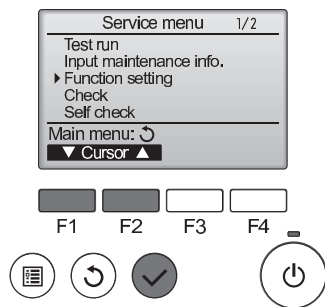 Service menu 1/2
Test run
Input maintenance info.
Function setting
Check
Self check
Main menu:
▼ Cursor ▲
F1 F2 F3 F4